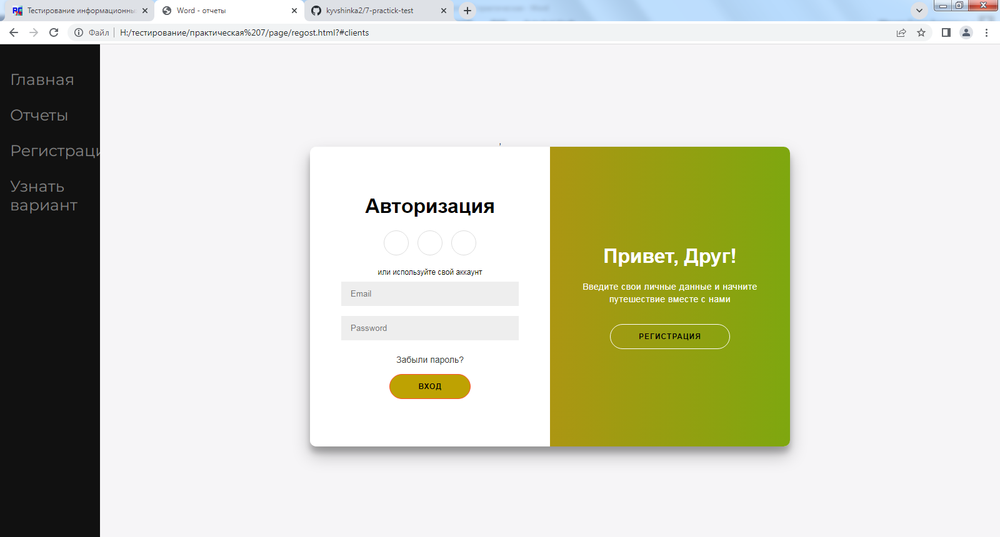 Тестирование информационны
Word - отчеты
kyvshinka2/7-practick-test
Файл
H:/тестирование/практическая%207/page/regost.html?#clients
Главная
Отчеты
Регистраци
Узнать
вариант
,
Авторизация
или используйте свой аккаунт
Email
Password
Забыли пароль?
ВХОД
Привет, Друг!
Введите свои личные данные и начните
путешествие вместе с нами
РЕГИСТРАЦИЯ